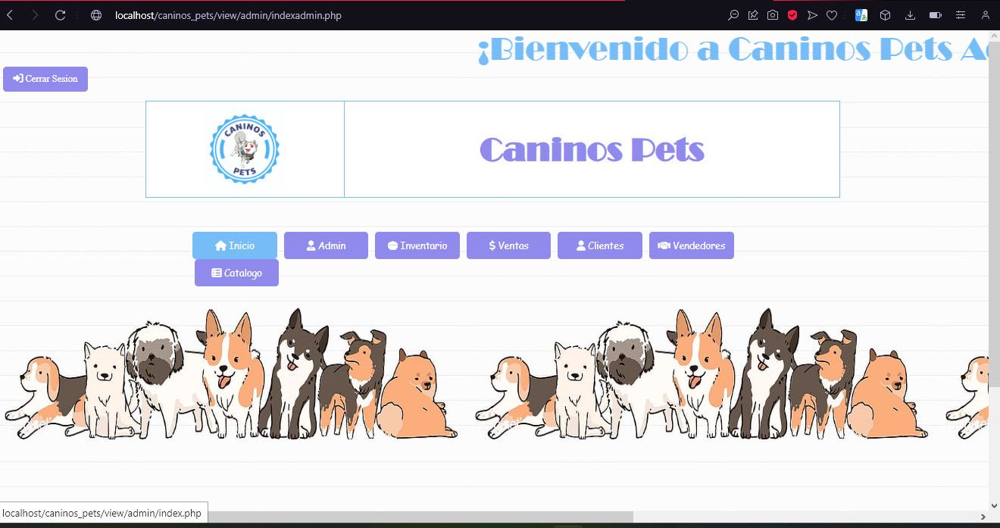 localhost/caninos_pets/view/admin/indexadmin.php
¡Bienvenido a Caninos Pets
Cerrar Sesion
CANINOS
PETS
Caninos Pets
Inicio
Admin
Inventario
$ Ventas
Clientes
Vendedores
Catalogo
localhost/caninos_pets/view/admin/index.php